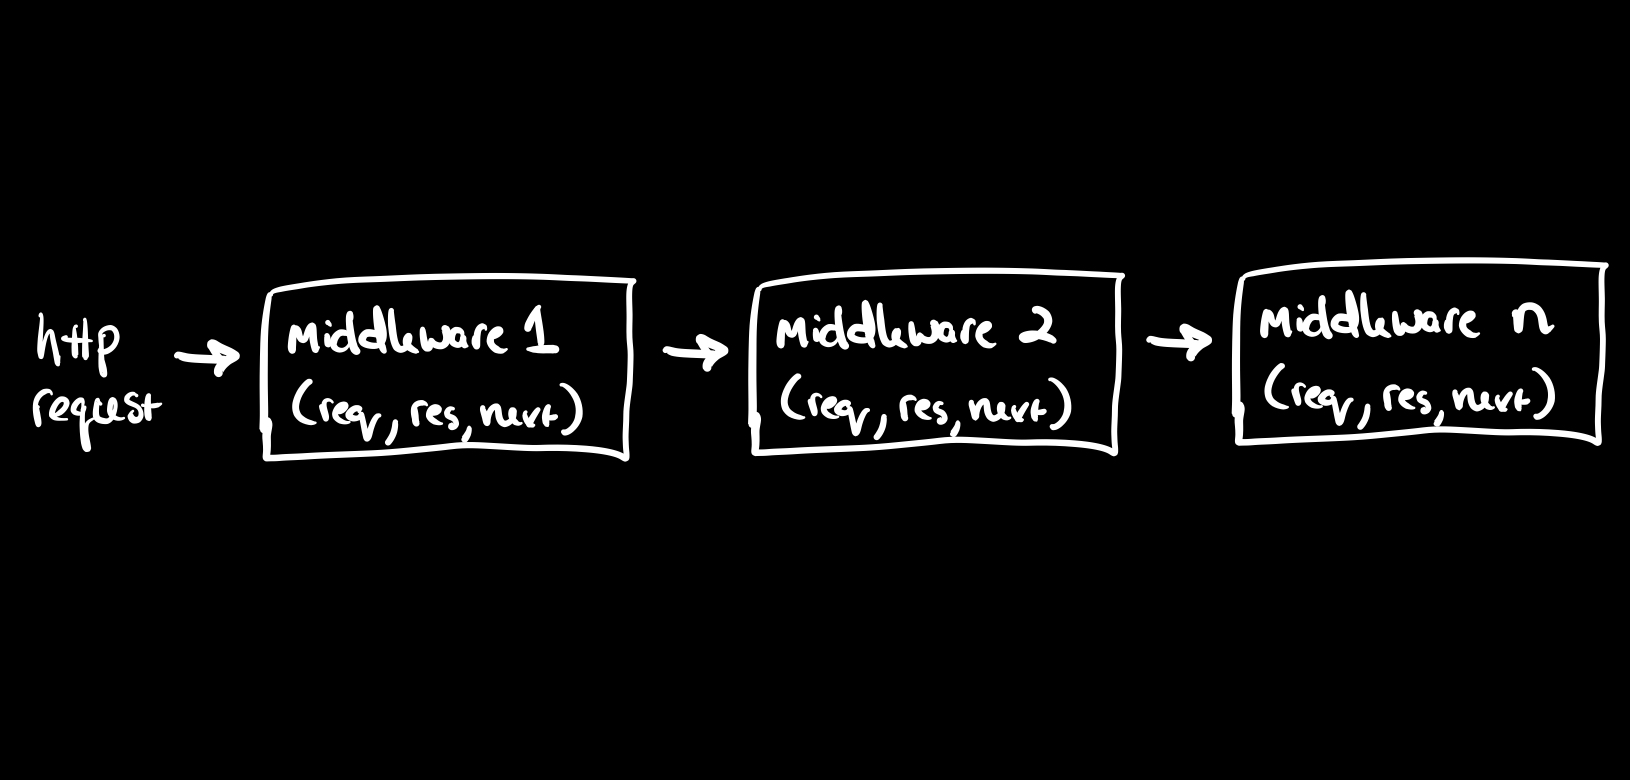 http
request
Middleware 1
(req, res, next)
Middleware 2
(req, res, next)
Middleware n
(req, res, next)